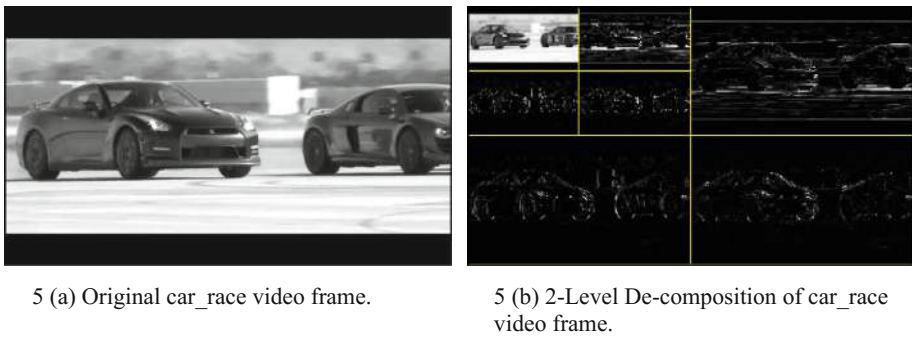 5 (a) Original car_race video frame.
5 (b) 2-Level De-composition of car_race
video frame.